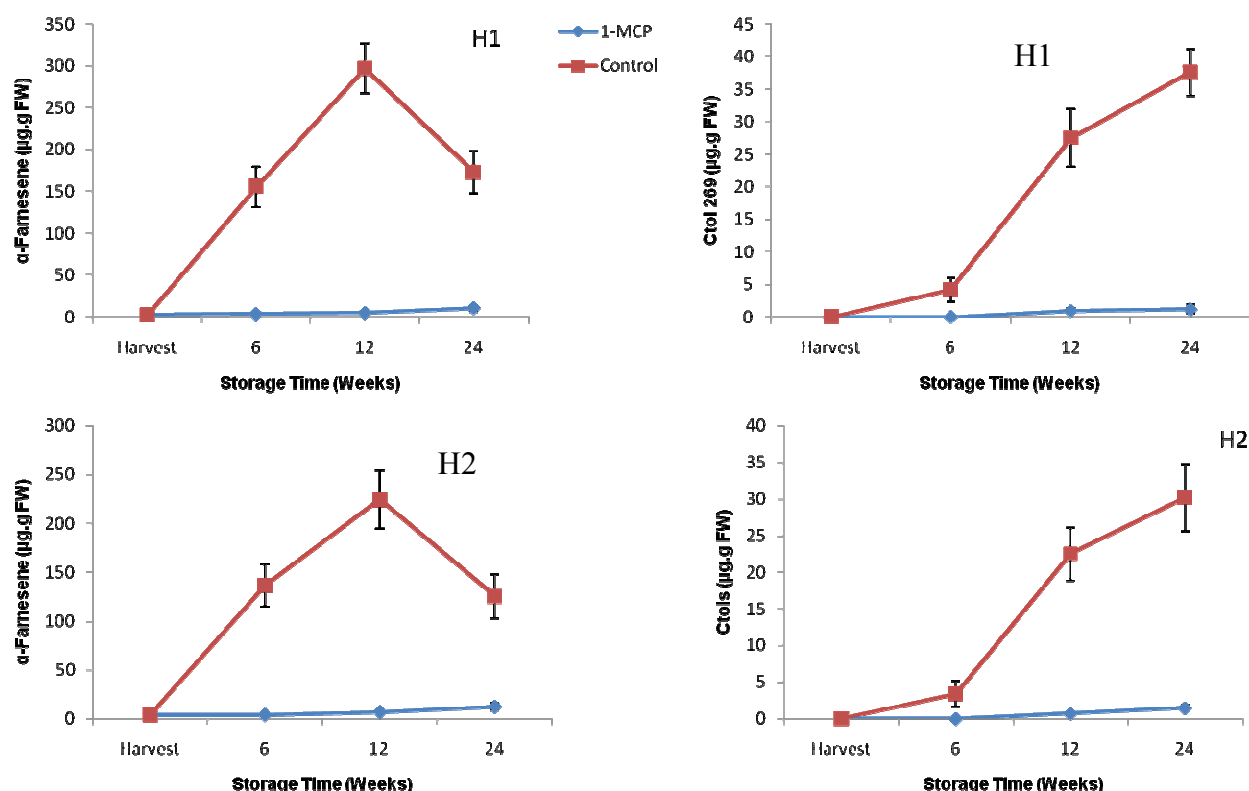 350
300
250
200
150
100
50
0
α-Farnesene (µg.g FW)
H1
Harvest 6 12 24
Storage Time (Weeks)
1-MCP
Control
45
40
35
30
25
20
15
10
5
0
Ctol 269 (µg.g FW)
H1
Harvest 6 12 24
Storage Time (Weeks)
300
250
200
150
100
50
0
α-Farnesene (µg.g FW)
H2
Harvest 6 12 24
Storage Time (Weeks)
40
35
30
25
20
15
10
5
0
Ctols (µg.g FW)
H2
Harvest 6 12 24
Storage Time (Weeks)